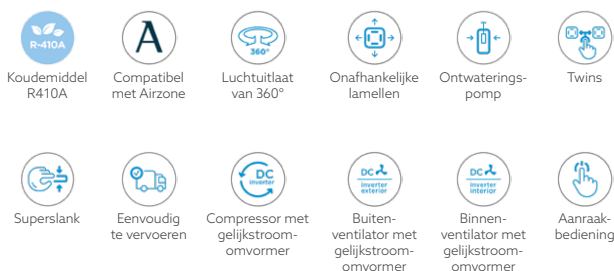 R-410A
A
360°
Koudemiddel
R410A
Compatibel
met Airzone
Luchtuitlaat
van 360°
Onafhankelijke
lamellen
Ontwaterings-
pomp
Twins
DC
inverter
DC
inverter
exterior
DC
inverter
interior
Superslank
Eenvoudig
te vervoeren
Compressor met
gelijkstroom-
omvormer
Buiten-
ventilator met
gelijkstroom-
omvormer
Binnen-
ventilator met
gelijkstroom-
omvormer
Aanraak-
bediening